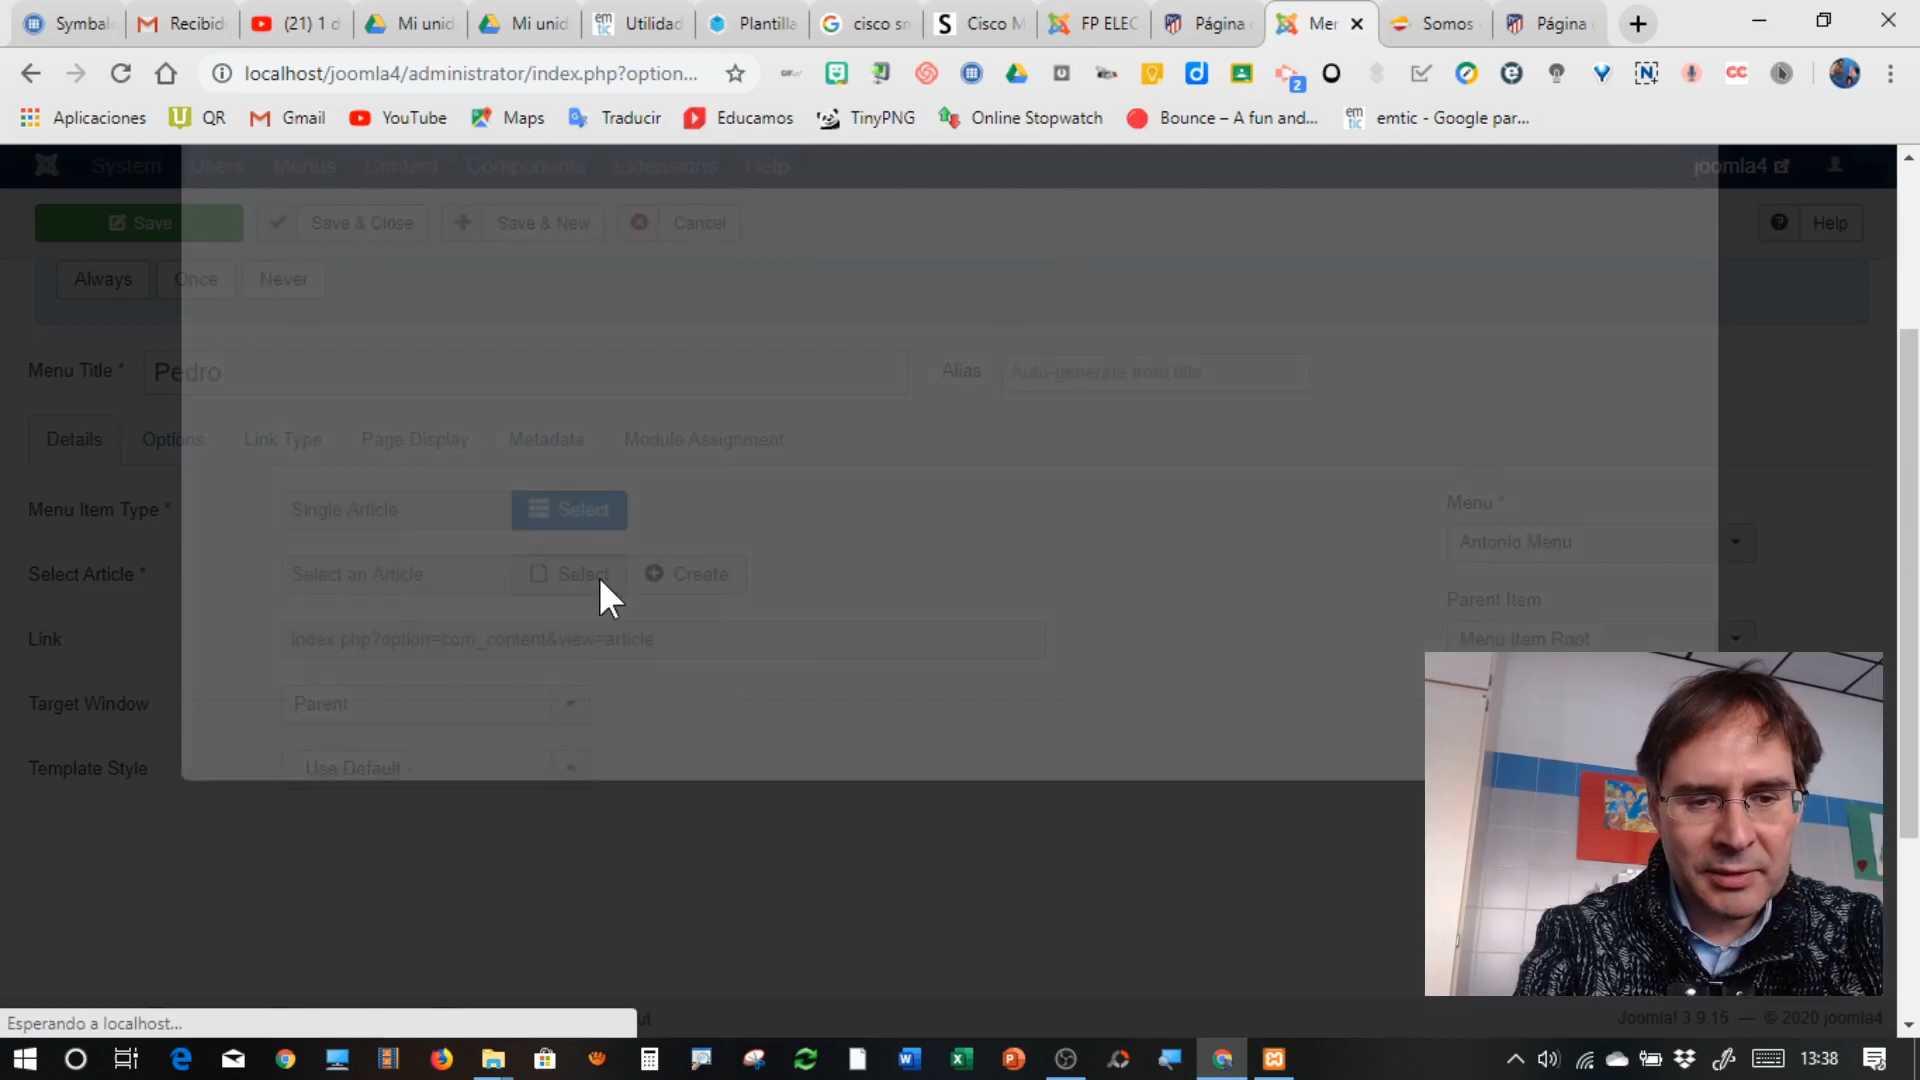 Symbal
Recibid
(21) 1 d
Mi unid
Mi unid
emtic
Utilidad
Plantilla
cisco sn
S
Cisco M
FP ELEC
Página
Mer
Somos
Página
localhost/joomla4/administrator/index.php?option...
2
CC
Aplicaciones
QR
Gmail
YouTube
Maps
Traducir
Educamos
TinyPNG
Online Stopwatch
Bounce – A fun and...
emtic
emtic - Google par...
System
Users
Menus
Content
Components
Extensions
Help
joomla4
Save
Save & Close
Save & New
Cancel
Help
Always
Once
Never
Menu Title *
Pedro
Alias
Auto-generate from title
Details
Options
Link Type
Page Display
Metadata
Module Assignment
Menu Item Type *
Single Article
Select
Menu *
Antonio Menu
Select Article *
Select an Article
Select
Create
Parent Item
Menu Item Root
Link
index.php?option=com_content&view=article
Target Window
Parent
Template Style
- Use Default -
Esperando a localhost...
Joomla! 3.9.15 — © 2020 joomla4
13:38